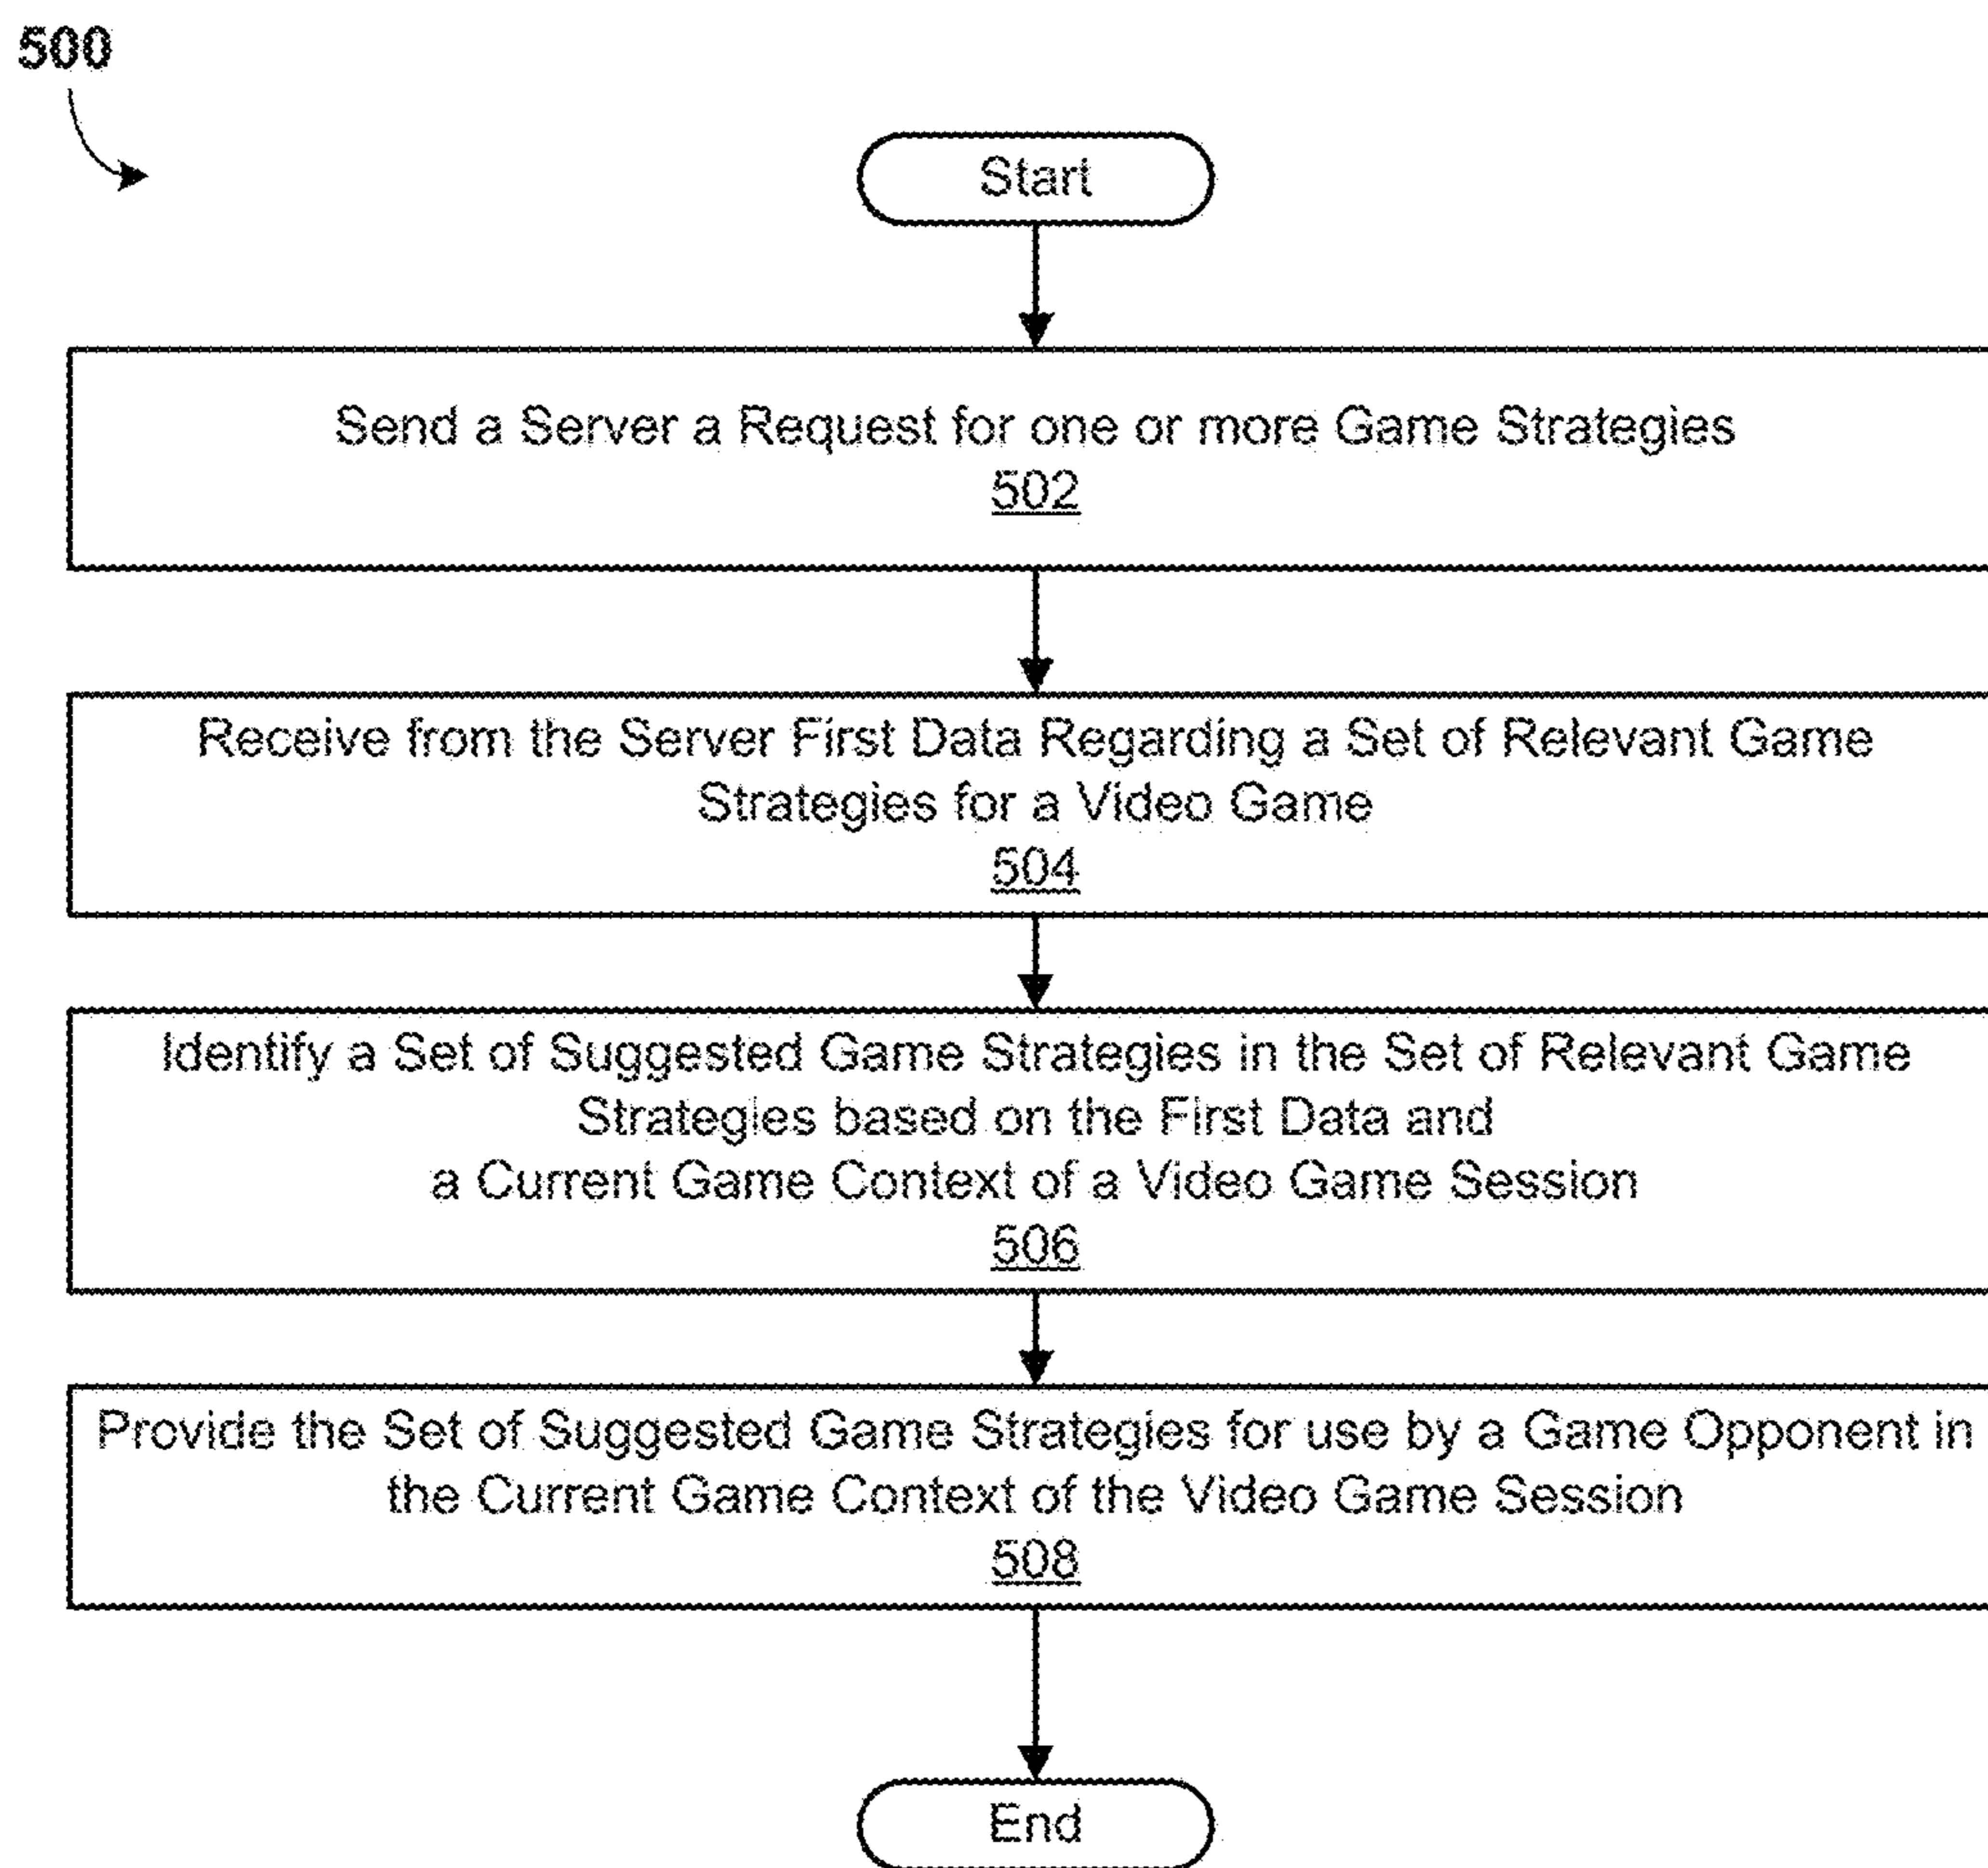 500
Start
Send a Server a Request for one or more Game Strategies
502
Receive from the Server First Data Regarding a Set of Relevant Game
Strategies for a Video Game
504
Identify a Set of Suggested Game Strategies in the Set of Relevant Game
Strategies based on the First Data and
a Current Game Context of a Video Game Session
506
Provide the Set of Suggested Game Strategies for use by a Game Opponent in
the Current Game Context of the Video Game Session
508
End